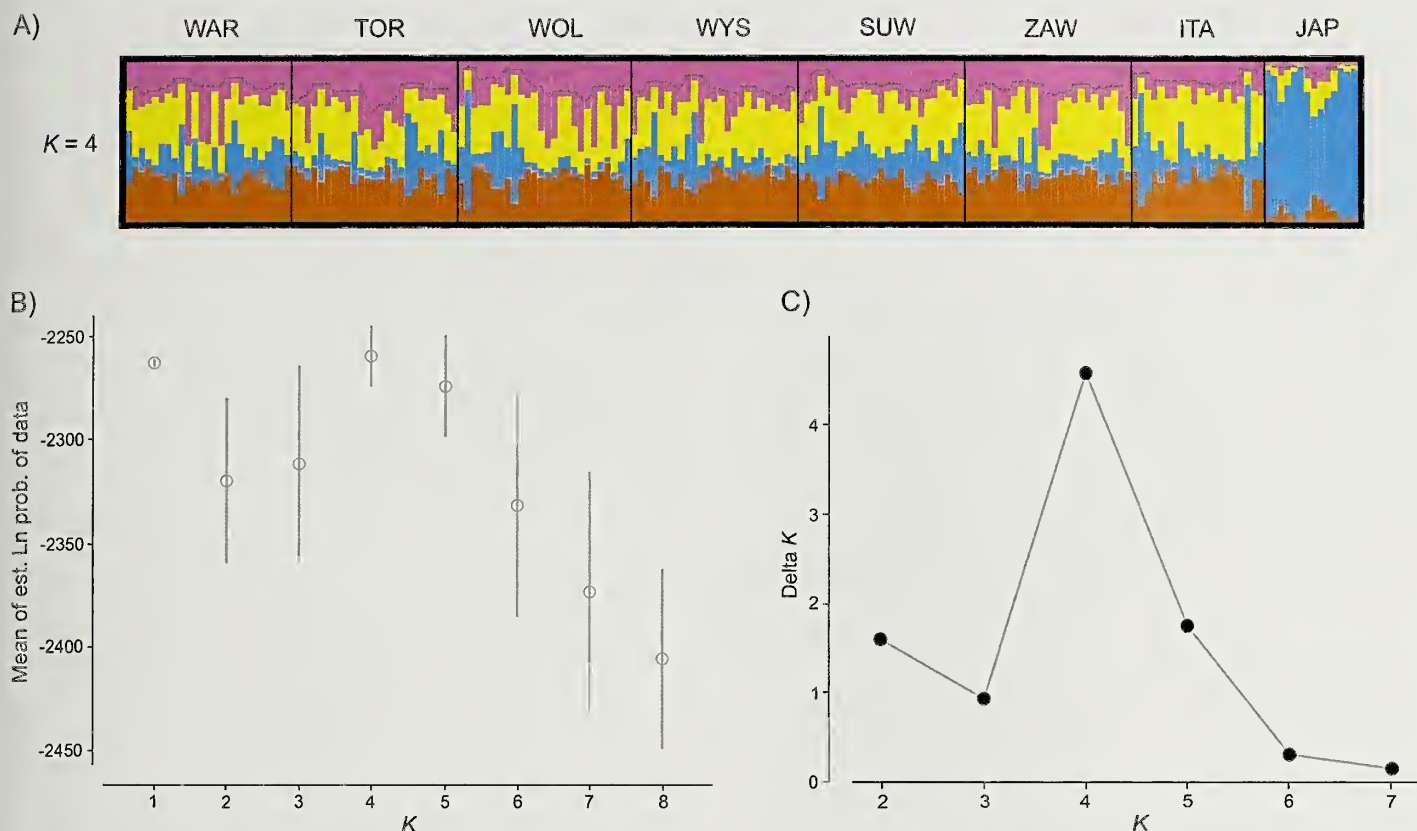 A)
WAR TOR WOL WYS SUW ZAW ITA JAP
K = 4
B)
Mean of est. Ln prob. of data
-2250
-2300
-2350
-2400
-2450
1 2 3 4 5 6 7 8
K
C)
Delta K
4
3
2
1
0
2 3 4 5 6 7
K